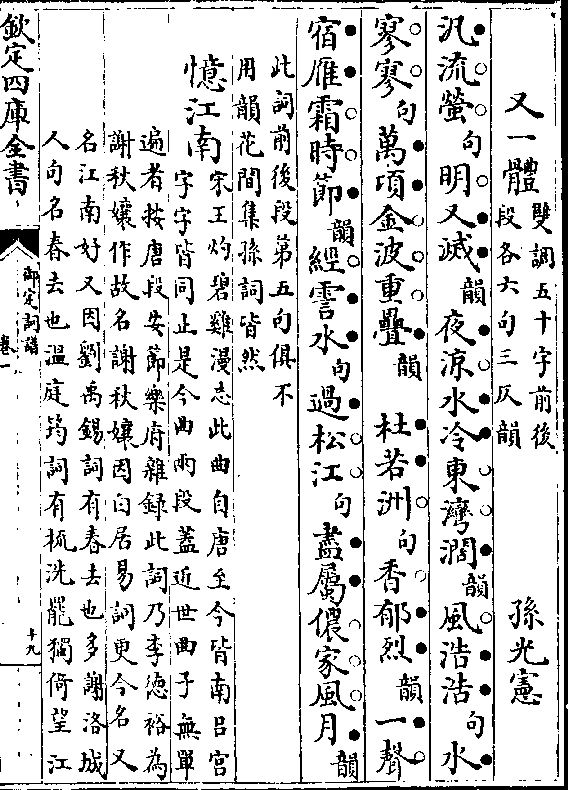 又一體 雙調五十字前後段各六句三仄韻 孫光憲
汎流螢句明又滅韻夜涼水冷東灣濶韻風浩浩句水
寥寥句萬項金波重疊韻 杜若洲句香郁烈韻一聲
宿雁霜時節韻經霅水句過松江句盡屬儂家風月韻
此詞前後段第五句俱不
用韻花間集孫詞皆然
憶江南 宋王灼碧雞漫志此曲自唐至今皆南吕宫
字字皆同止是今曲兩段蓋近世曲子無單
遍者按唐段安節樂府雜録此詞乃李德裕為
謝秋孃作故名謝秋孃因白居易詞更今名又
名江南好又因劉禹錫詞有春去也多謝洛城
人句名春去也温庭筠詞有梳洗罷獨倚望江
欽定四庫全書
御定詞譜
卷一
十九